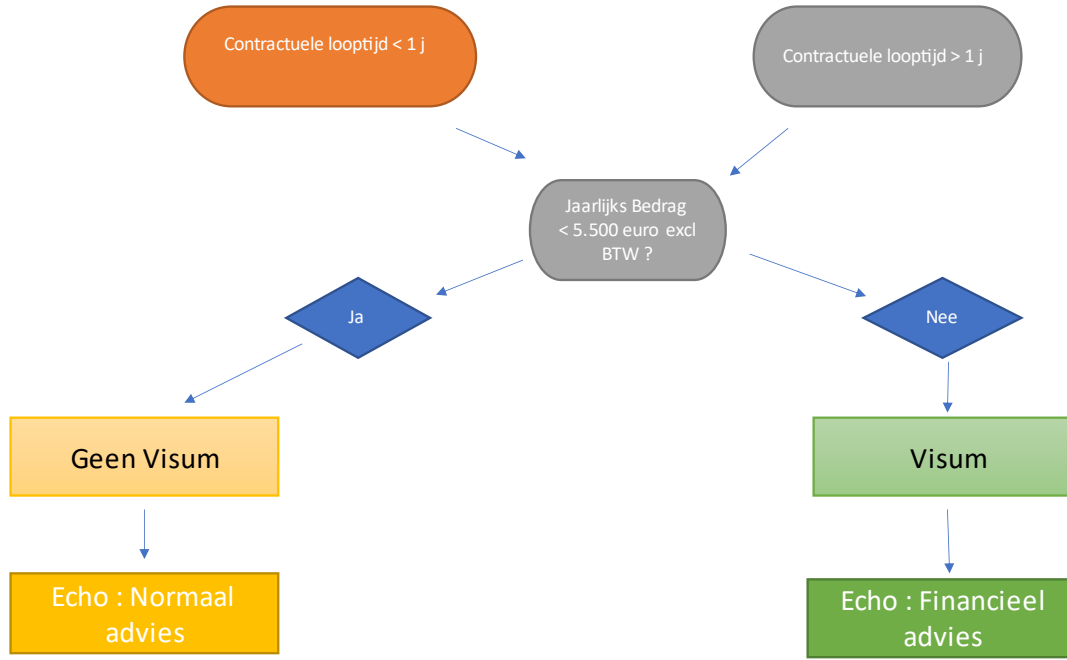 Contractuele looptijd < 1 j
Contractuele looptijd > 1 j
Jaarlijks Bedrag
< 5.500 euro excl
BTW ?
Ja
Nee
Geen Visum
Visum
Echo : Normaal
advies
Echo : Financieel
advies